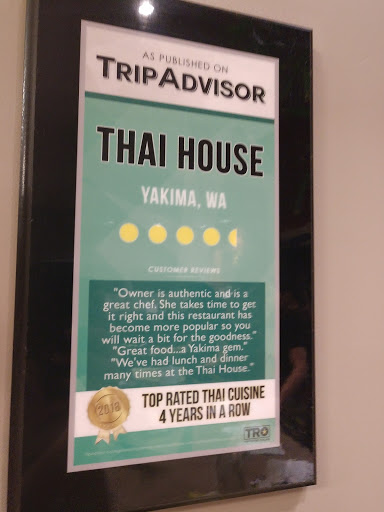 AS PUBLISHED ON
TRIPADVISOR
THAI HOUSE
YAKIMA, WA
CUSTOMER REVIEWS
"Owner is authentic and is a
great chef. She takes time to get
it right and this restaurant has
become more popular so you
will wait a bit for the goodness."
"Great food...a Yakima gem."
"We've had lunch and dinner
many times at the Thai House."
2018
TOP RATED THAI CUISINE
4 YEARS IN A ROW
TRO